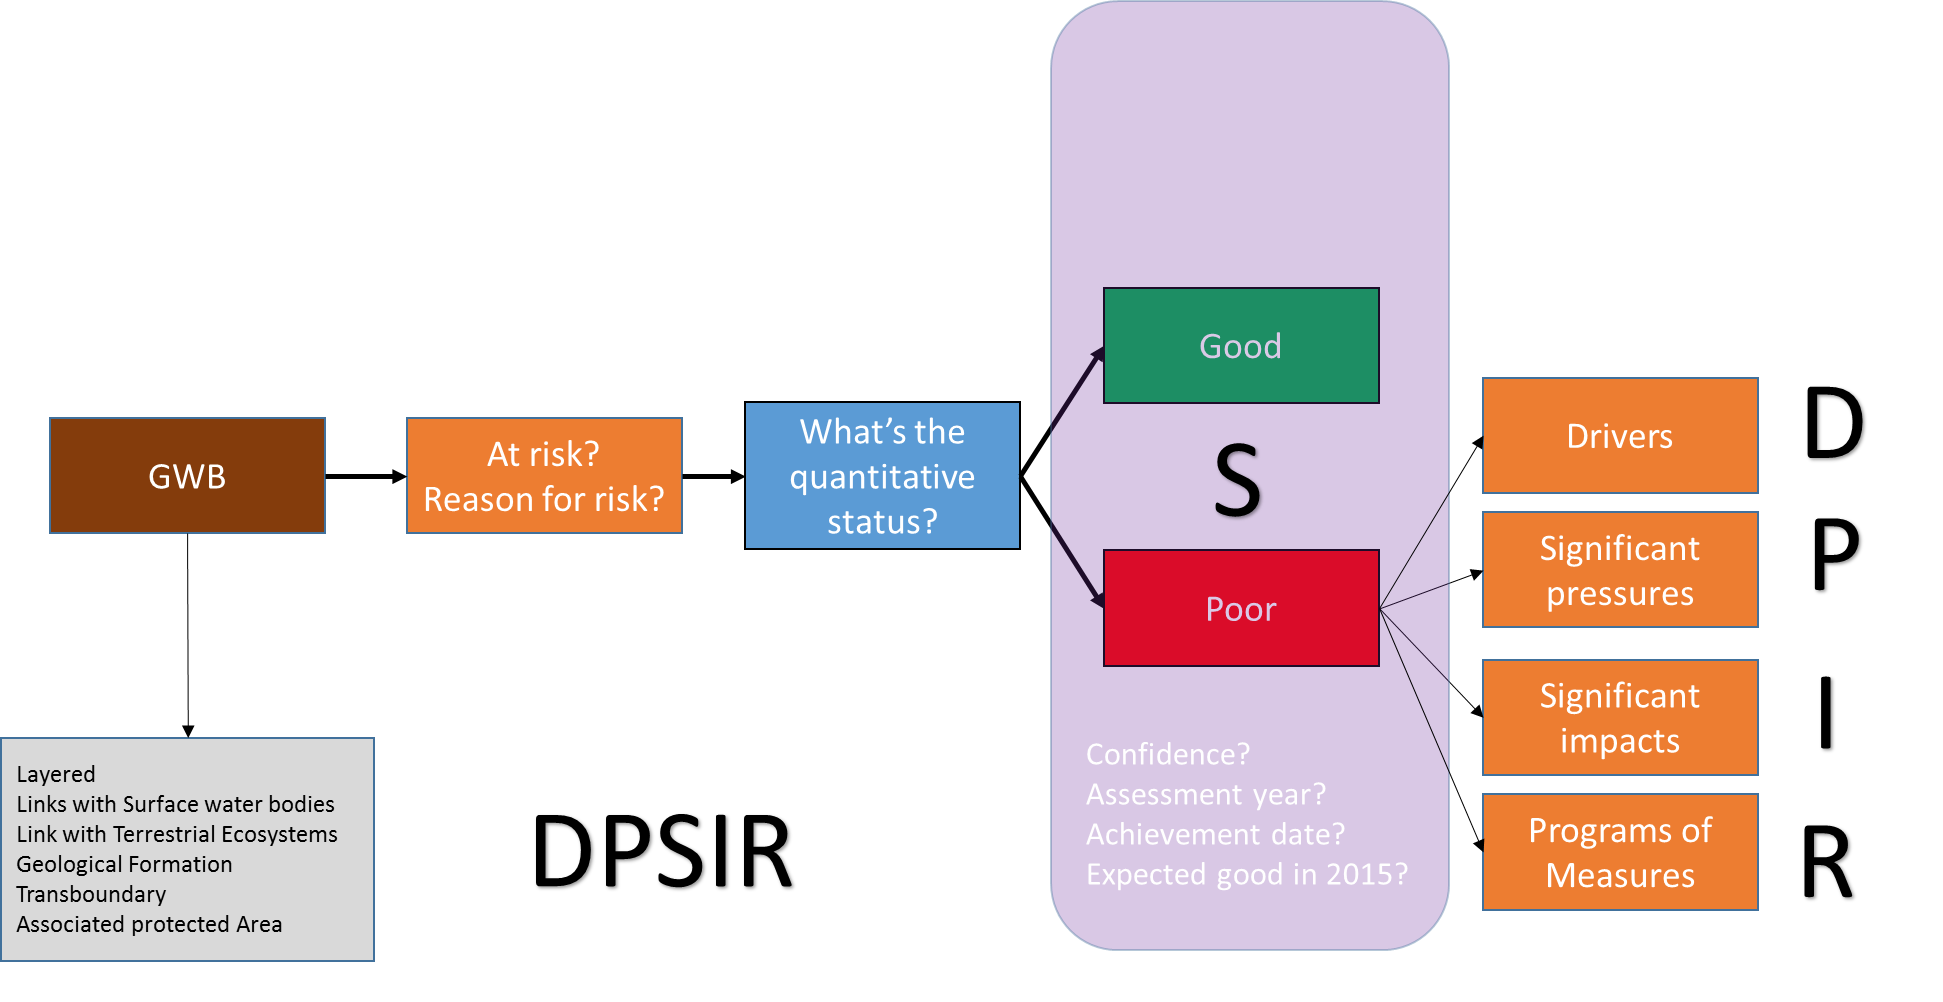 GWB
At risk?
Reason for risk?
What’s the
quantitative
status?
Good
S
Poor
Confidence?
Assessment year?
Achievement date?
Expected good in 2015?
Drivers
D
Significant
pressures
P
Significant
impacts
I
Programs of
Measures
R
Layered
Links with Surface water bodies
Link with Terrestrial Ecosystems
Geological Formation
Transboundary
Associated protected Area
DPSIR